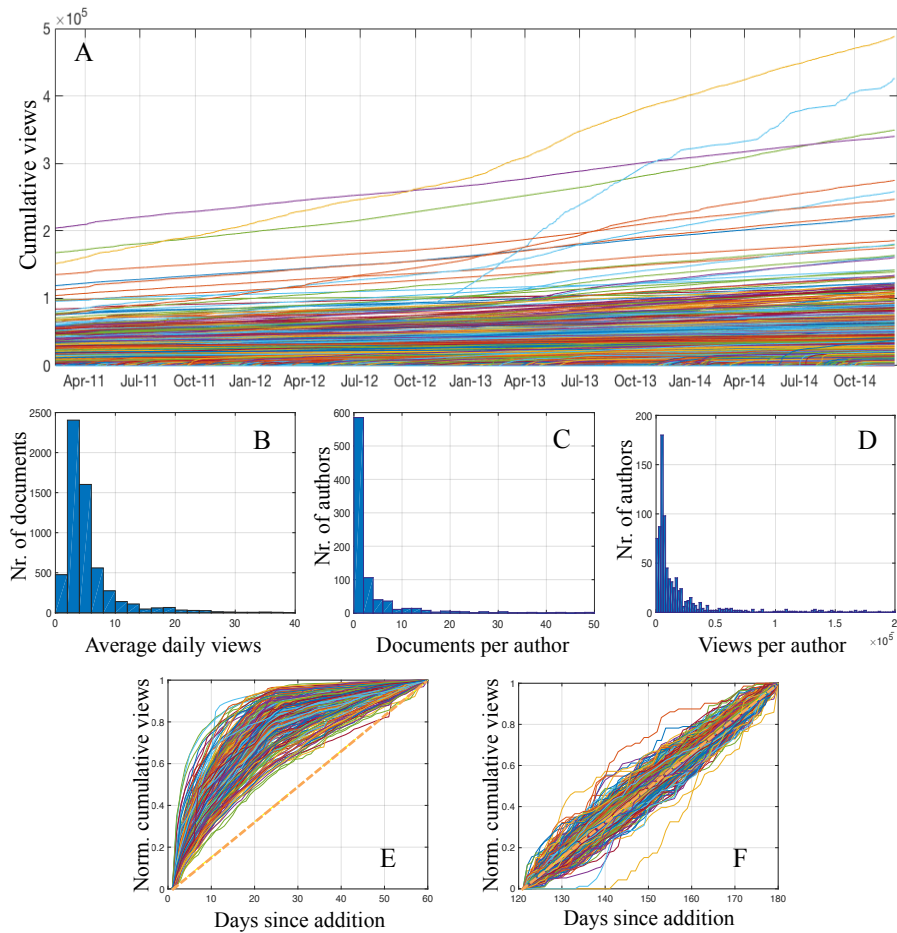 × 10⁵
5
A
4
Cumulative views
3
2
1
0
Apr-11 Jul-11 Oct-11 Jan-12 Apr-12 Jul-12 Oct-12 Jan-13 Apr-13 Jul-13 Oct-13 Jan-14 Apr-14 Jul-14 Oct-14
2500
2000
1500
1000
500
0
Nr. of documents
B
0 10 20 30 40
Average daily views
600
500
400
300
200
100
0
Nr. of authors
C
0 10 20 30 40 50
Documents per author
200
150
100
50
0
Nr. of authors
D
0 0.5 1 1.5 2
×10⁵
Views per author
1
0.8
0.6
0.4
0.2
0
Norm. cumulative views
E
0 10 20 30 40 50 60
Days since addition
1
0.8
0.6
0.4
0.2
0
Norm. cumulative views
F
120 130 140 150 160 170 180
Days since addition